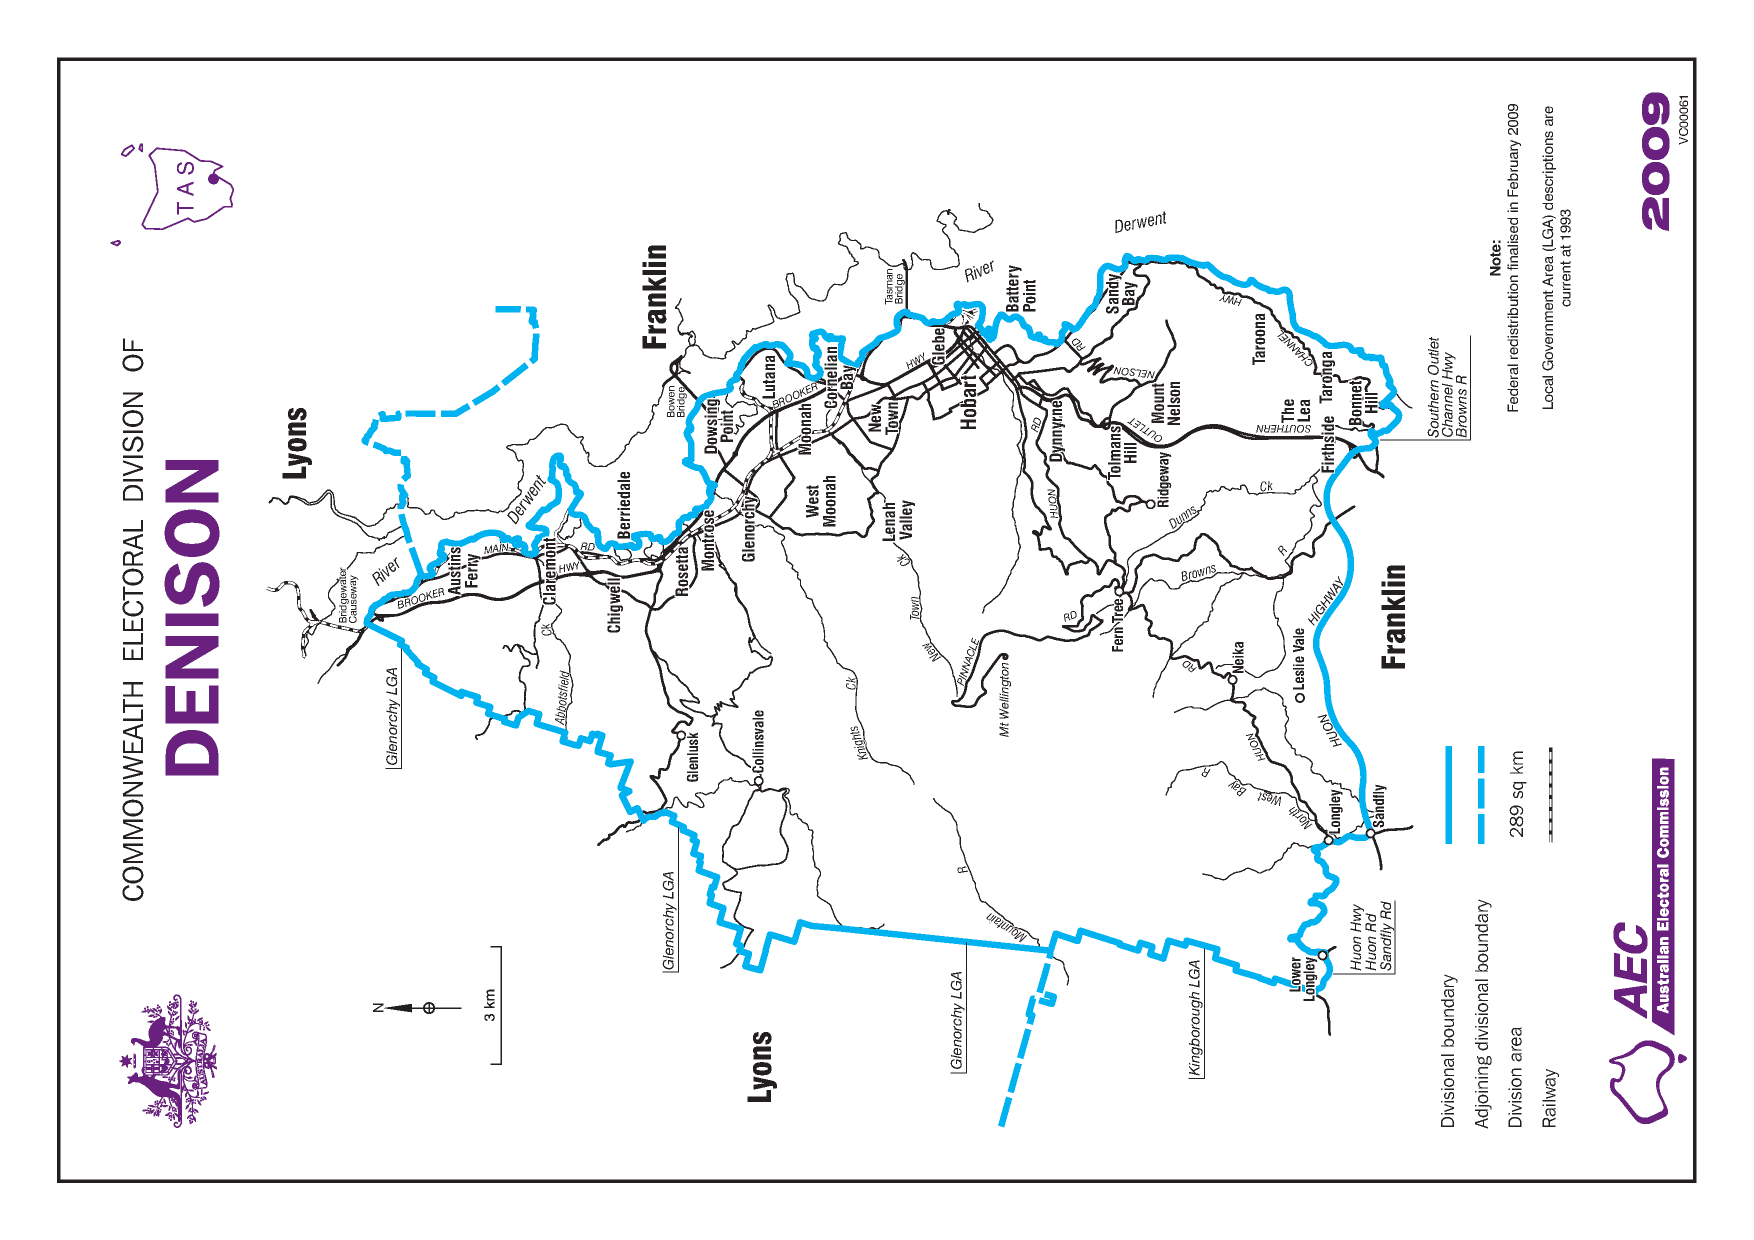 COMMONWEALTH ELECTORAL DIVISION OF
DENISON
TAS
N
3 km
Lyons
Franklin
Lyons
Franklin
Bridgewater
Causeway
River
Derwent
BROOKER
HWY
MAIN
RD
Austins
Ferry
Claremont
Chigwell
Berriedale
Rosetta
Montrose
Glenorchy
Dowsing
Point
Bowen
Bridge
Lutana
BROOKER
HWY
Moonah
Cornelian
Bay
West
Moonah
New
Town
Lenah
Valley
Tasman
Bridge
Glebe
Hobart
River
Derwent
Battery
Point
Sandy
Bay
RD
NELSON
Mount
Nelson
Dynnyrne
RD
HUON
Tolmans
Hill
OUTLET
SOUTHERN
Ridgeway
Taroona
CHANNEL
HWY
Taronga
The
Lea
Bonnet
Hill
Firthside
Southern Outlet
Channel Hwy
Browns R
Dunns
Ck
Browns
R
Fern Tree
RD
PINNACLE
Mt Wellington
New
Town
Ck
Knights
Ck
Abbotsfield
Ck
Glenlusk
Collinsvale
Glenorchy LGA
Glenorchy LGA
Glenorchy LGA
Kingborough LGA
Mountain
R
Neika
RD
HUON
Leslie Vale
HUON
HIGHWAY
North
West
Bay
R
Longley
Sandfly
Lower
Longley
Huon Hwy
Huon Rd
Sandfly Rd
Divisional boundary
Adjoining divisional boundary
Division area
289 sq km
Railway
Note:
Federal redistribution finalised in February 2009
Local Government Area (LGA) descriptions are
current at 1993
AUSTRALIA
AEC
Australian Electoral Commission
2009
VC00061